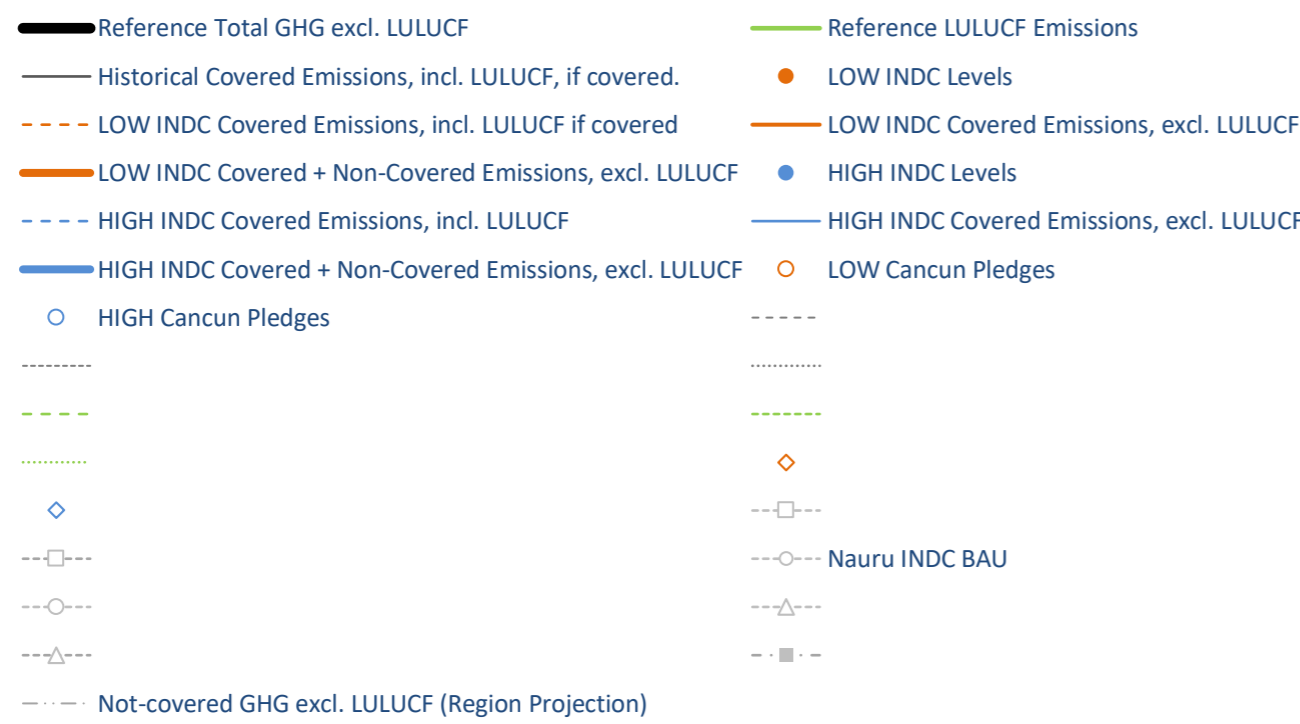 Reference Total GHG excl. LULUCF
Reference LULUCF Emissions
Historical Covered Emissions, incl. LULUCF, if covered.
LOW INDC Levels
LOW INDC Covered Emissions, incl. LULUCF if covered
LOW INDC Covered Emissions, excl. LULUCF
LOW INDC Covered + Non-Covered Emissions, excl. LULUCF
HIGH INDC Levels
HIGH INDC Covered Emissions, incl. LULUCF
HIGH INDC Covered Emissions, excl. LULUCF
HIGH INDC Covered + Non-Covered Emissions, excl. LULUCF
LOW Cancun Pledges
HIGH Cancun Pledges
Nauru INDC BAU
Not-covered GHG excl. LULUCF (Region Projection)